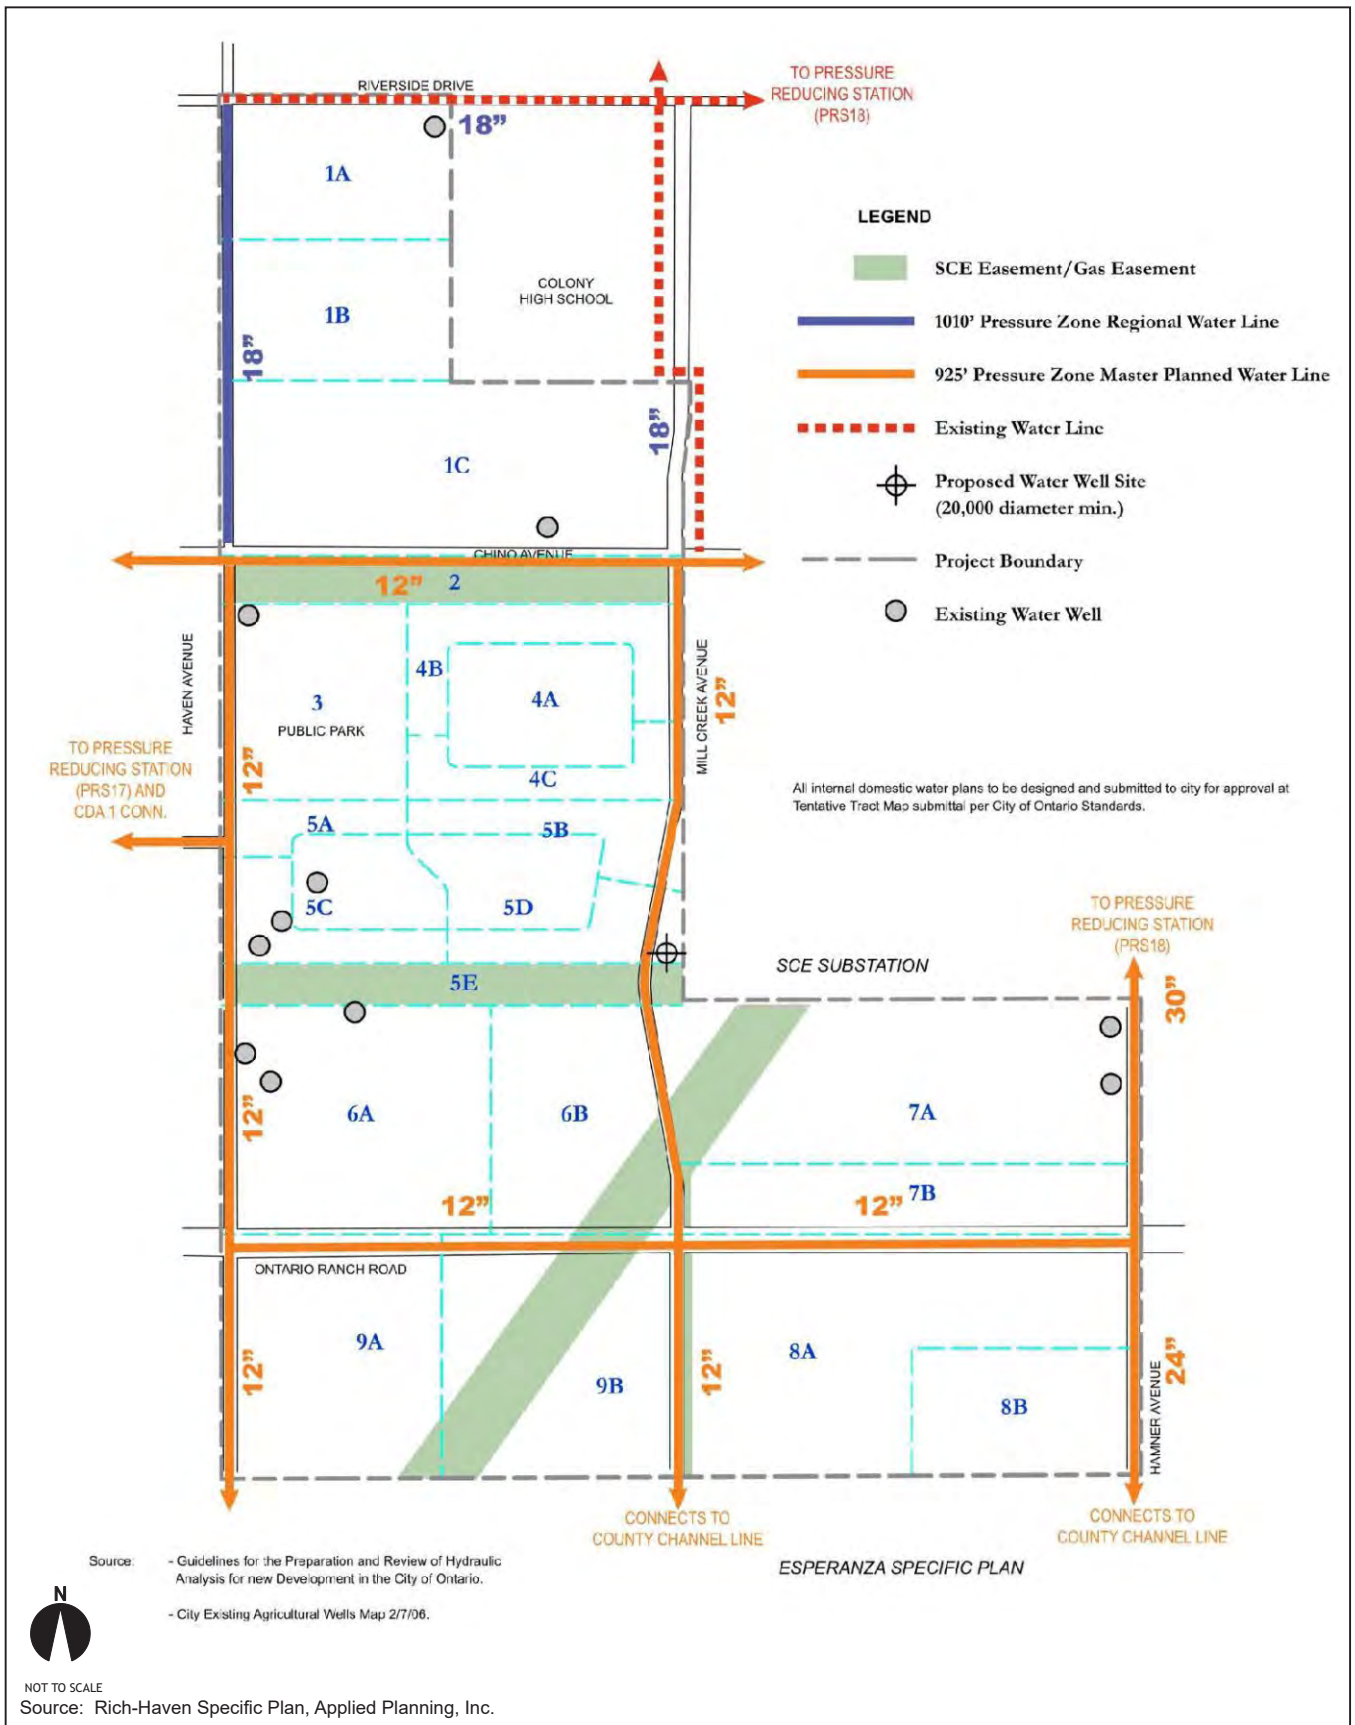 RIVERSIDE DRIVE
TO PRESSURE
REDUCING STATION
(PRS18)
18”
1A
LEGEND
SCE Easement/Gas Easement
COLONY
HIGH SCHOOL
1B
1010’ Pressure Zone Regional Water Line
18”
925’ Pressure Zone Master Planned Water Line
18”
Existing Water Line
1C
Proposed Water Well Site
(20,000 diameter min.)
CHINO AVENUE
Project Boundary
12”
2
Existing Water Well
HAVEN AVENUE
4B
4A
3
PUBLIC PARK
MILL CREEK AVENUE
12”
TO PRESSURE
REDUCING STATION
(PRS17) AND
CDA 1 CONN.
12”
4C
All internal domestic water plans to be designed and submitted to city for approval at
Tentative Tract Map submittal per City of Ontario Standards.
5A
5B
5C
5D
TO PRESSURE
REDUCING STATION
(PRS18)
SCE SUBSTATION
5E
30”
12”
6A
6B
7A
12”
12”
7B
ONTARIO RANCH ROAD
9A
12”
9B
12”
8A
24”
8B
HAMNER AVENUE
CONNECTS TO
COUNTY CHANNEL LINE
CONNECTS TO
COUNTY CHANNEL LINE
Source: - Guidelines for the Preparation and Review of Hydraulic
Analysis for new Development in the City of Ontario.
ESPERANZA SPECIFIC PLAN
- City Existing Agricultural Wells Map 2/7/06.
N
NOT TO SCALE
Source: Rich-Haven Specific Plan, Applied Planning, Inc.